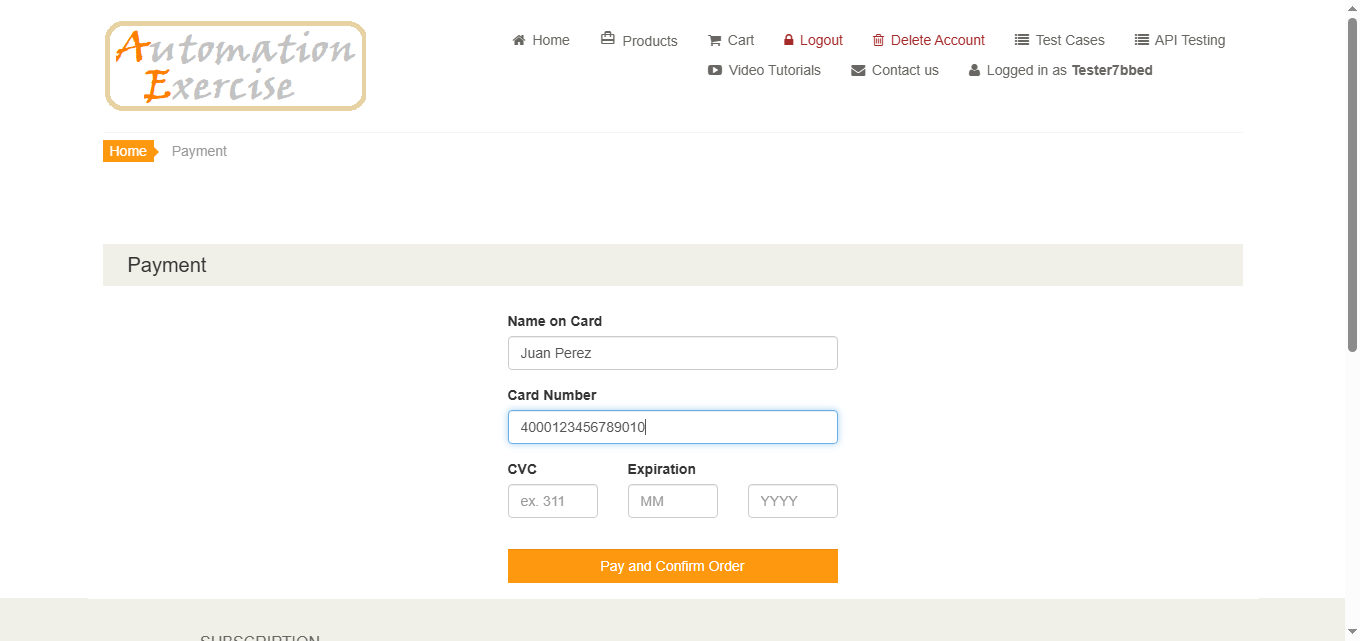 Automation
Exercise
Home Products Cart Logout Delete Account Test Cases API Testing
Video Tutorials Contact us Logged in as Tester7bbed
Home Payment
Payment
Name on Card
Juan Perez
Card Number
4000123456789010
CVC Expiration
ex. 311 MM YYYY
Pay and Confirm Order
SUBSCRIPTION